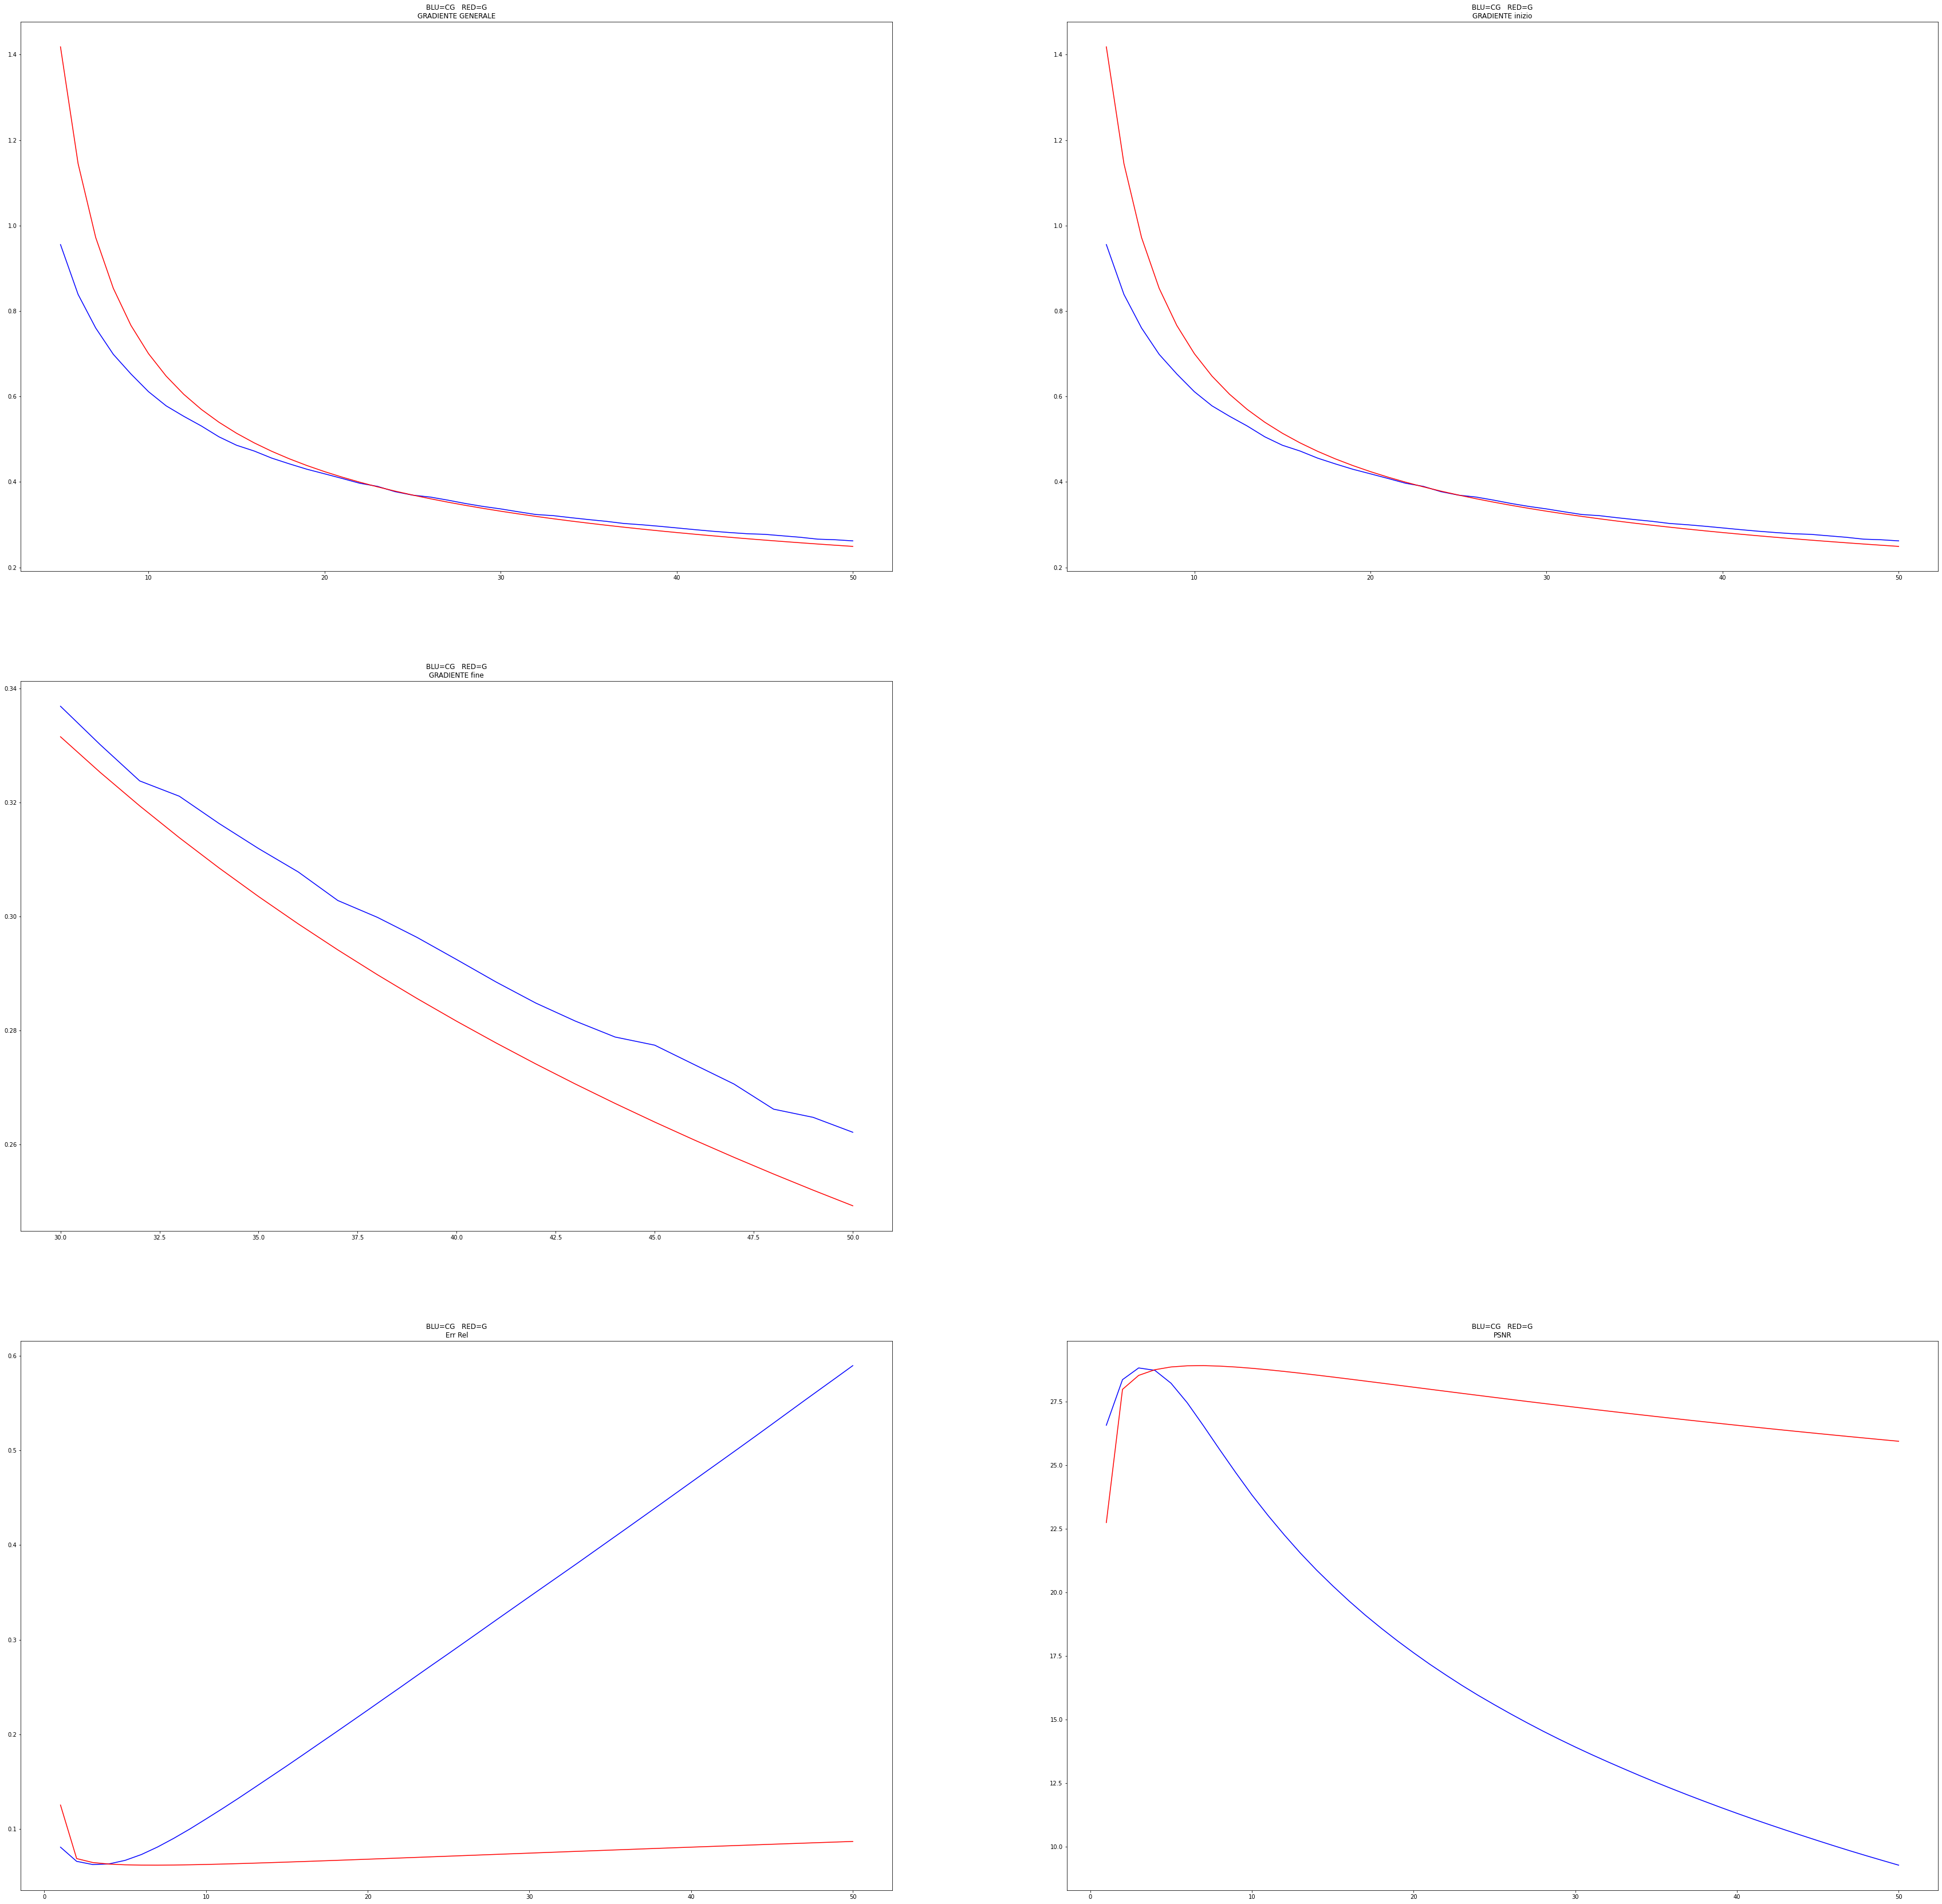 BLU=CG   RED=G
GRADIENTE GENERALE
1.4
1.2
1.0
0.8
0.6
0.4
0.2
10 20 30 40 50
BLU=CG   RED=G
GRADIENTE inizio
1.4
1.2
1.0
0.8
0.6
0.4
0.2
10 20 30 40 50
BLU=CG   RED=G
GRADIENTE fine
0.34
0.32
0.30
0.28
0.26
30.0 32.5 35.0 37.5 40.0 42.5 45.0 47.5 50.0
BLU=CG   RED=G
Err Rel
0.6
0.5
0.4
0.3
0.2
0.1
0 10 20 30 40 50
BLU=CG   RED=G
PSNR
27.5
25.0
22.5
20.0
17.5
15.0
12.5
10.0
0 10 20 30 40 50